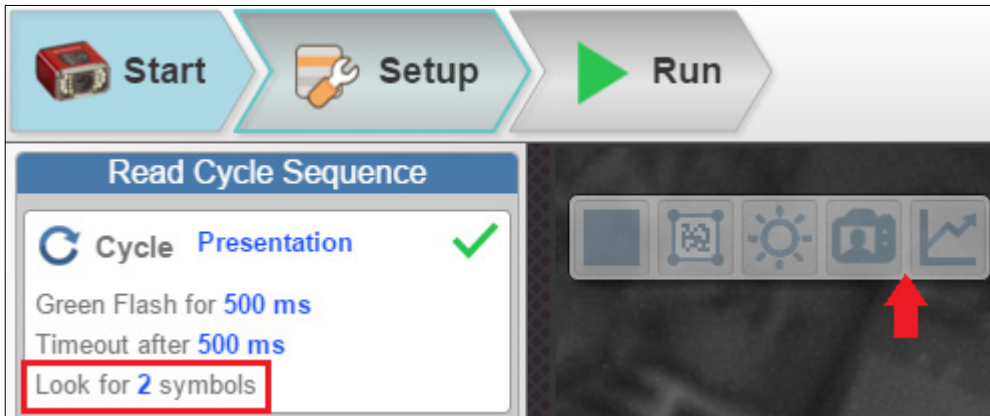 Start
Setup
Run
Read Cycle Sequence
Cycle Presentation
Green Flash for 500 ms
Timeout after 500 ms
Look for 2 symbols